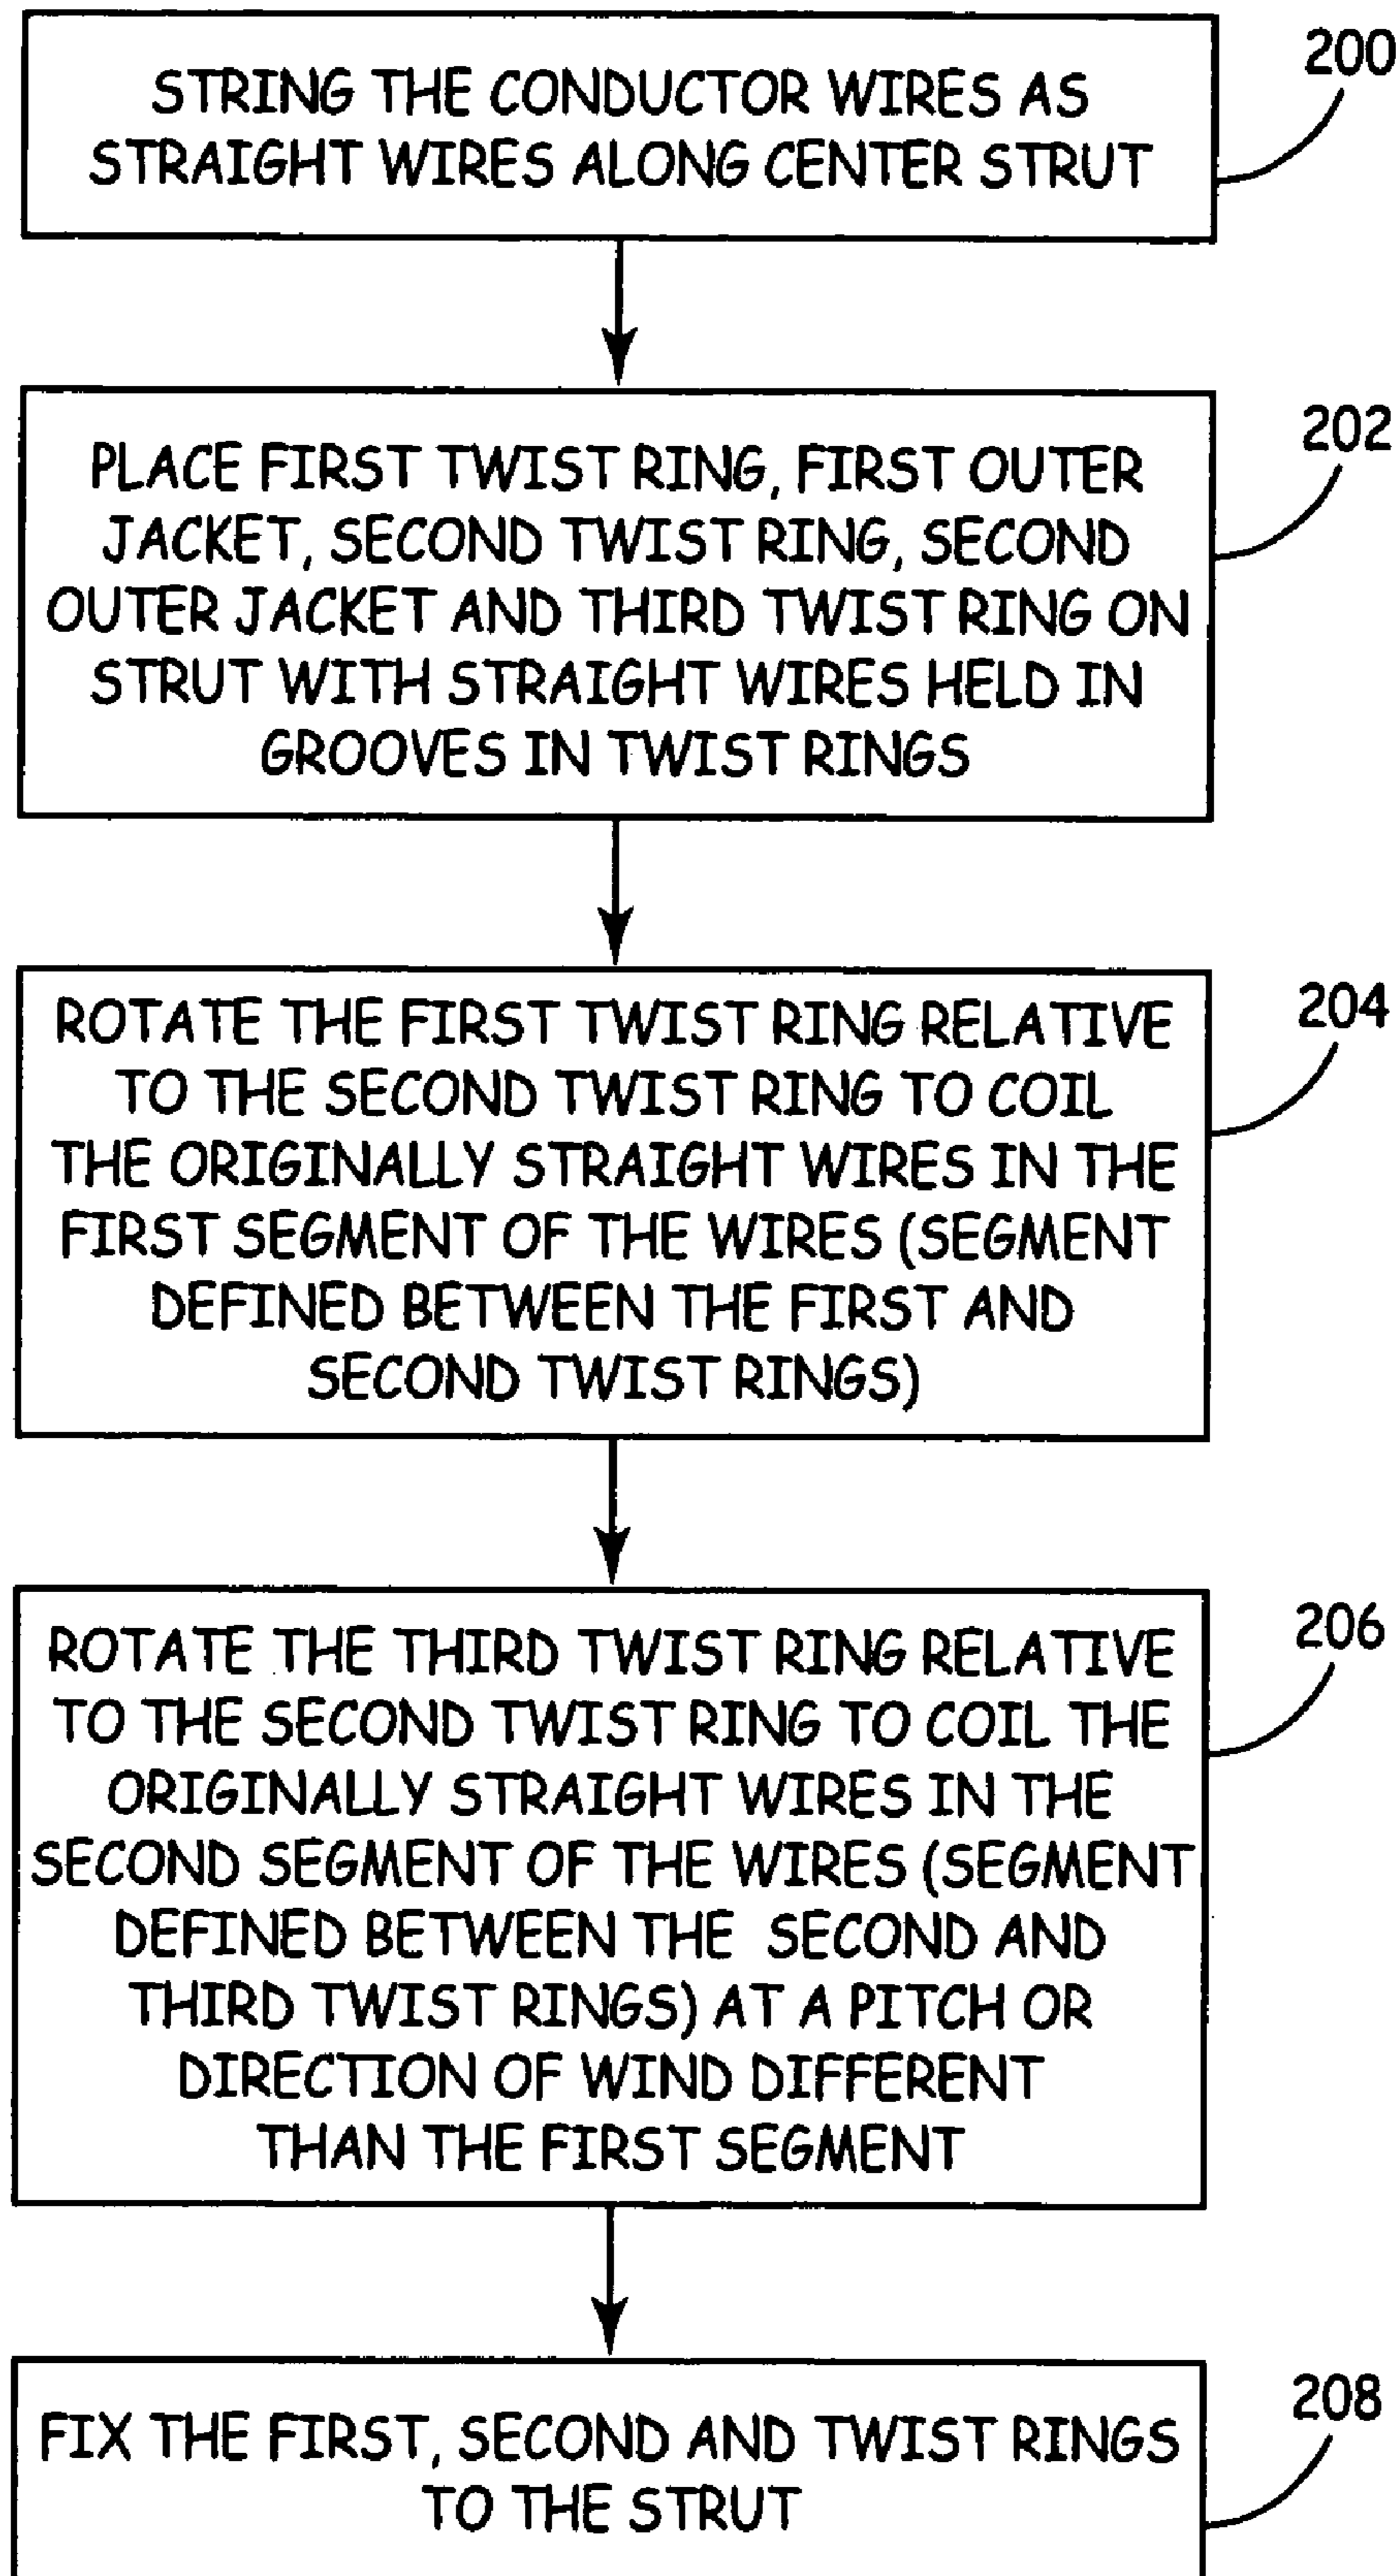 STRING THE CONDUCTOR WIRES AS
STRAIGHT WIRES ALONG CENTER STRUT
200
PLACE FIRST TWIST RING, FIRST OUTER
JACKET, SECOND TWIST RING, SECOND
OUTER JACKET AND THIRD TWIST RING ON
STRUT WITH STRAIGHT WIRES HELD IN
GROOVES IN TWIST RINGS
202
ROTATE THE FIRST TWIST RING RELATIVE
TO THE SECOND TWIST RING TO COIL
THE ORIGINALLY STRAIGHT WIRES IN THE
FIRST SEGMENT OF THE WIRES (SEGMENT
DEFINED BETWEEN THE FIRST AND
SECOND TWIST RINGS)
204
ROTATE THE THIRD TWIST RING RELATIVE
TO THE SECOND TWIST RING TO COIL THE
ORIGINALLY STRAIGHT WIRES IN THE
SECOND SEGMENT OF THE WIRES (SEGMENT
DEFINED BETWEEN THE SECOND AND
THIRD TWIST RINGS) AT A PITCH OR
DIRECTION OF WIND DIFFERENT
THAN THE FIRST SEGMENT
206
FIX THE FIRST, SECOND AND TWIST RINGS
TO THE STRUT
208